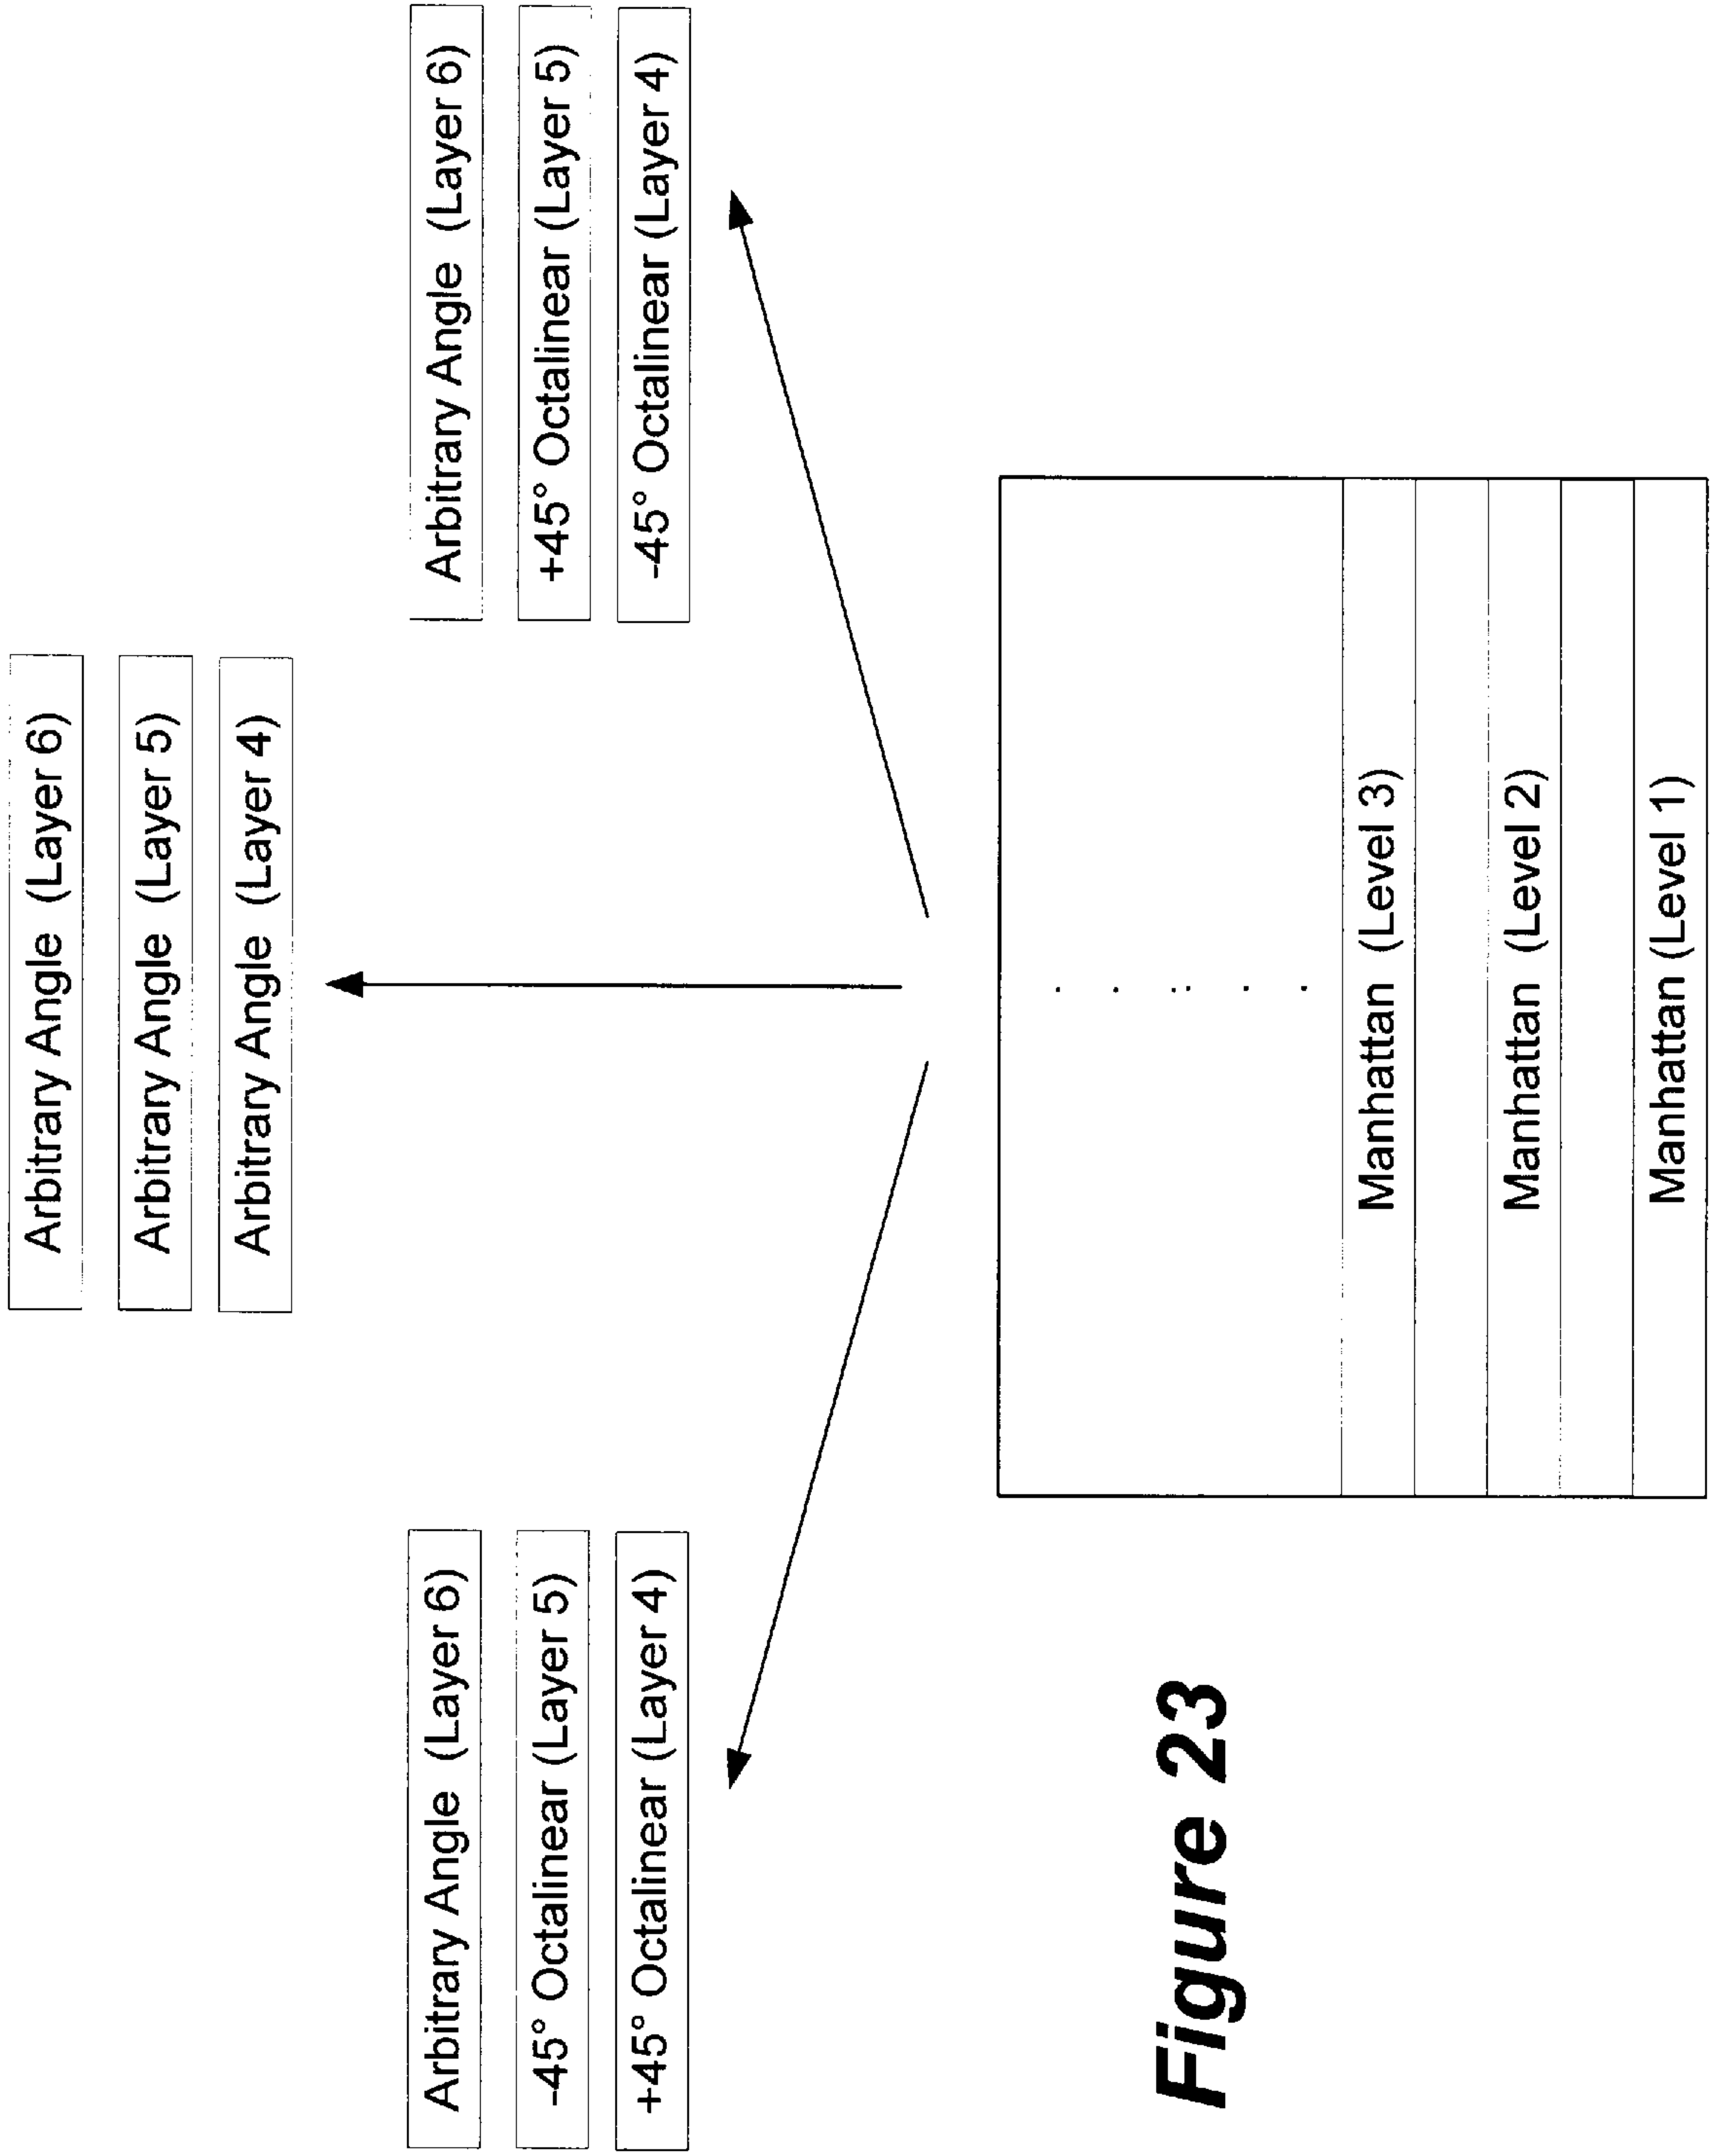 Arbitrary Angle (Layer 6)
Arbitrary Angle (Layer 5)
Arbitrary Angle (Layer 4)
Arbitrary Angle (Layer 6)
-45° Octalinear (Layer 5)
+45° Octalinear (Layer 4)
Arbitrary Angle (Layer 6)
+45° Octalinear (Layer 5)
-45° Octalinear (Layer 4)
Manhattan (Level 3)
Manhattan (Level 2)
Manhattan (Level 1)
Figure 23